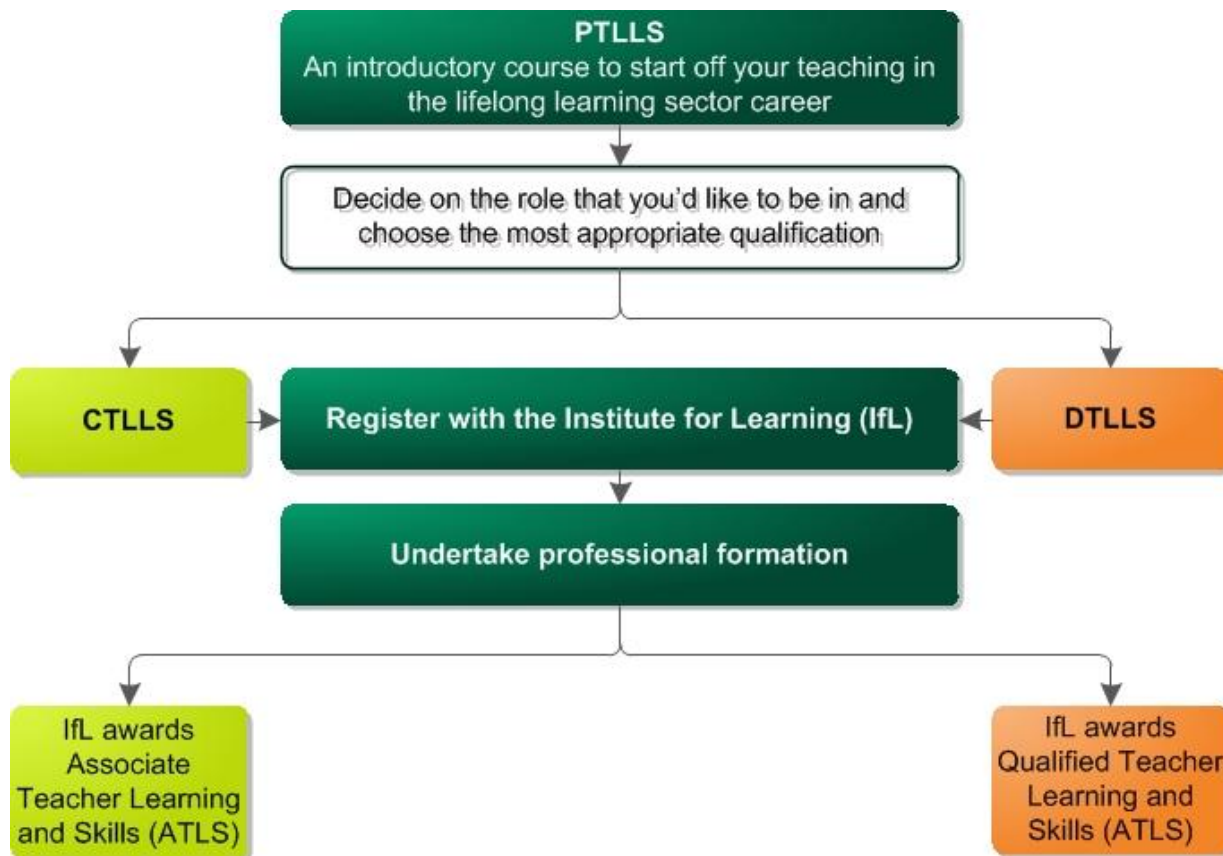 PTLLS
An introductory course to start off your teaching in
the lifelong learning sector career
Decide on the role that you'd like to be in and
choose the most appropriate qualification
CTLLS
Register with the Institute for Learning (IfL)
DTLLS
Undertake professional formation
IfL awards
Associate
Teacher Learning
and Skills (ATLS)
IfL awards
Qualified Teacher
Learning and
Skills (ATLS)